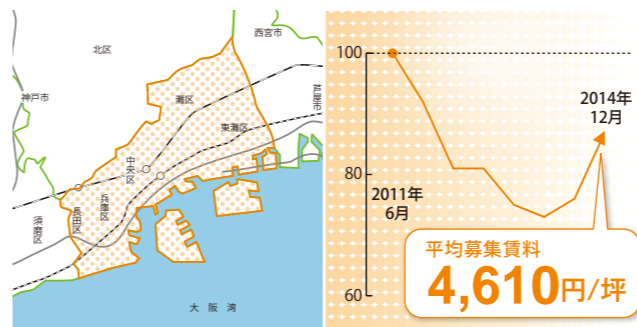 西宮市
北区
芦屋市
神戸市
灘区
東灘区
中央区
兵庫区
長田区
須磨区
大阪湾
100
80
60
2011年
6月
2014年
12月
平均募集賃料
4,610円/坪